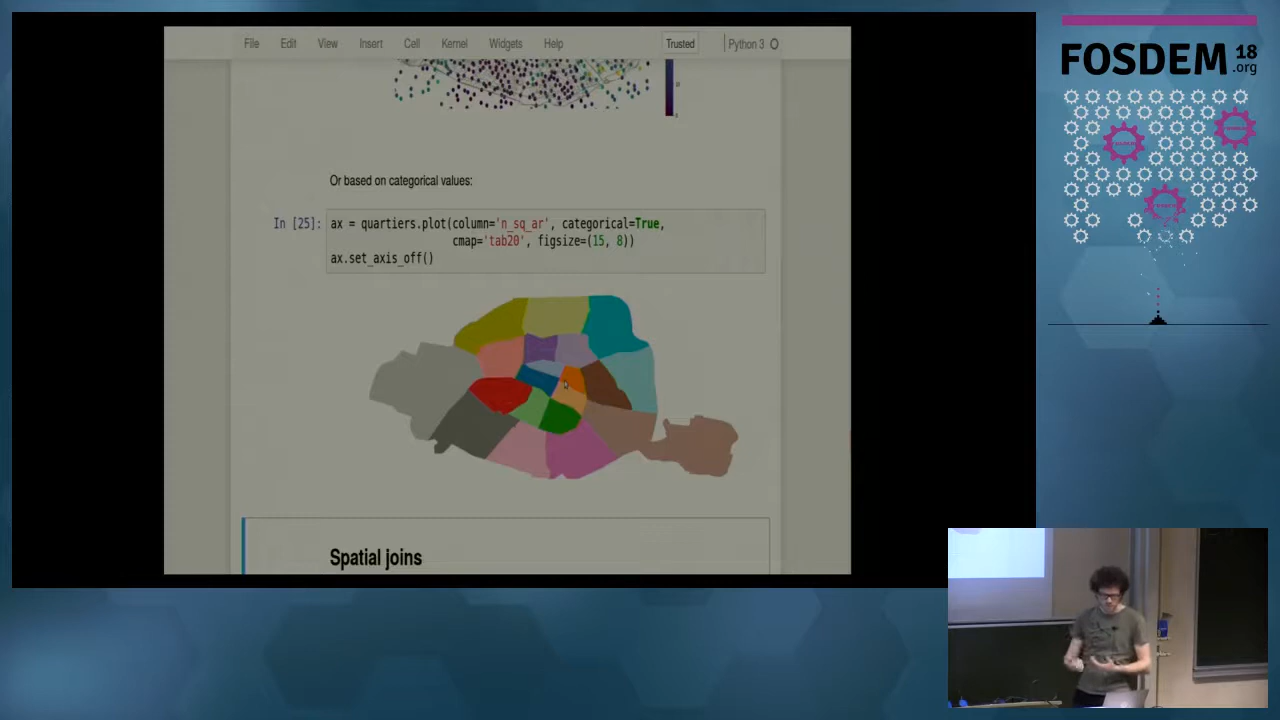 File Edit View Insert Cell Kernel Widgets Help Trusted Python 3
Or based on categorical values:
In [25]: ax = quartiers.plot(column='n_sq_ar', categorical=True,
cmap='tab20', figsize=(15, 8))
ax.set_axis_off()
Spatial joins
FOSDEM 18
.org